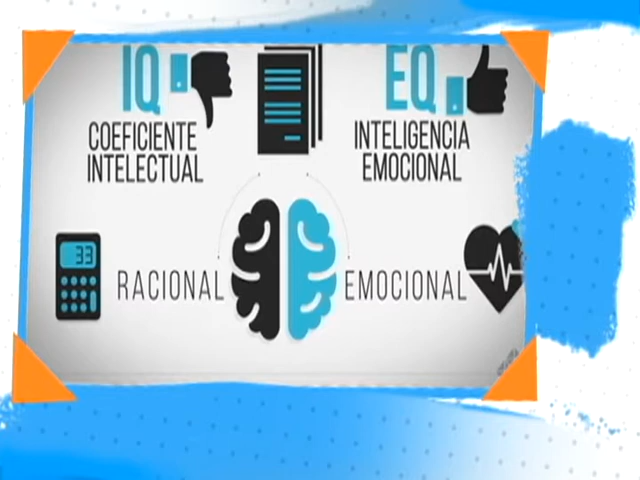 IQ
EQ
COEFICIENTE
INTELECTUAL
INTELIGENCIA
EMOCIONAL
33
RACIONAL
EMOCIONAL